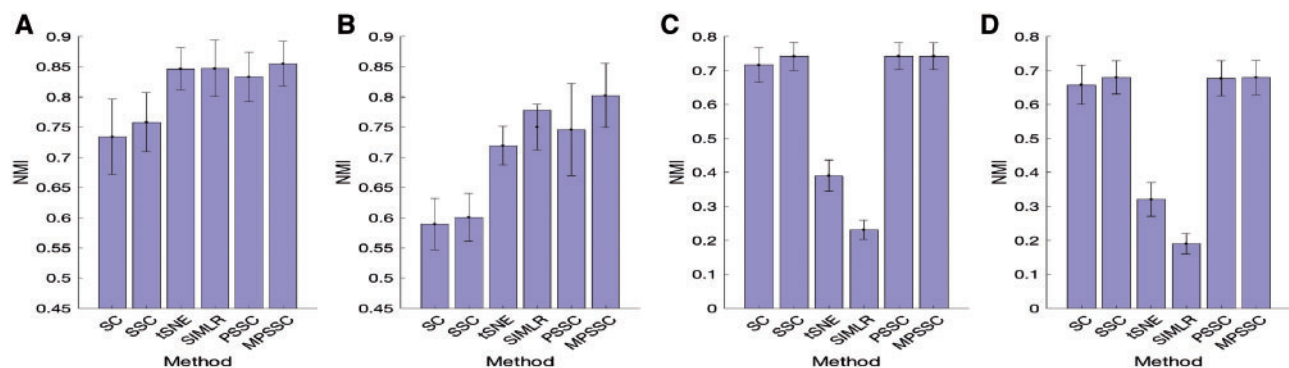 A
0.9
0.85
0.8
0.75
0.7
0.65
0.6
0.55
0.5
0.45
NMI
SC
SSC
tSNE
SIMLR
PSSC
MPSSC
Method
B
0.9
0.85
0.8
0.75
0.7
0.65
0.6
0.55
0.5
0.45
NMI
SC
SSC
tSNE
SIMLR
PSSC
MPSSC
Method
C
0.8
0.7
0.6
0.5
0.4
0.3
0.2
0.1
0
NMI
SC
SSC
tSNE
SIMLR
PSSC
MPSSC
Method
D
0.8
0.7
0.6
0.5
0.4
0.3
0.2
0.1
0
NMI
SC
SSC
tSNE
SIMLR
PSSC
MPSSC
Method